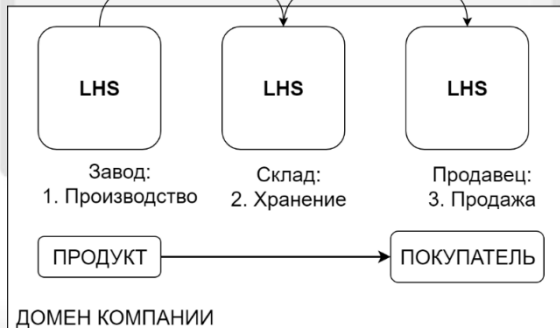 LHS LHS LHS
Завод: Склад: Продавец:
1. Производство 2. Хранение 3. Продажа
ПРОДУКТ ПОКУПАТЕЛЬ
ДОМЕН КОМПАНИИ